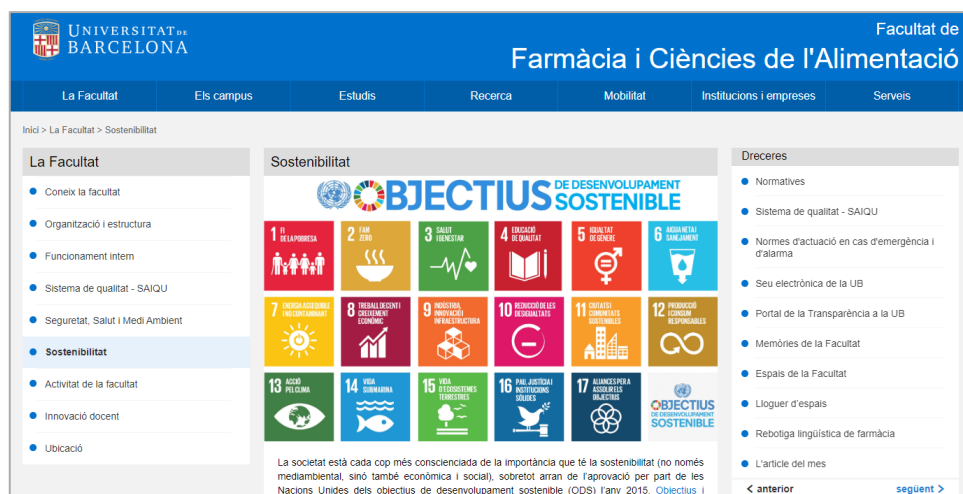 UNIVERSITAT DE
BARCELONA
Facultat de
Farmàcia i Ciències de l'Alimentació
La Facultat
Els campus
Estudis
Recerca
Mobilitat
Institucions i empreses
Serveis
Inici > La Facultat > Sostenibilitat
La Facultat
Coneix la facultat
Organització i estructura
Funcionament intern
Sistema de qualitat - SAIQU
Seguretat, Salut i Medi Ambient
Sostenibilitat
Activitat de la facultat
Innovació docent
Ubicació
Sostenibilitat
OBJECTIUS DE DESENVOLUPAMENT
SOSTENIBLE
1 FI
DE LA POBRESA
2 FAM
ZERO
3 SALUT
I BENESTAR
4 EDUCACIÓ
DE QUALITAT
5 IGUALTAT
DE GÈNERE
6 AIGUA NETA I
SANEJAMENT
7 ENERGIA ASSEQUIBLE
I NO CONTAMINANT
8 TREBALL DECENT I
CREIXEMENT
ECONÒMIC
9 INDÚSTRIA,
INNOVACIÓ I
INFRAESTRUCTURA
10 REDUCCIÓ DE LES
DESIGUALTATS
11 CIUTATS I
COMUNITATS
SOSTENIBLES
12 PRODUCCIÓ
I CONSUM
RESPONSABLES
13 ACCIÓ
PEL CLIMA
14 VIDA
SUBMARINA
15 VIDA
D'ECOSISTEMES
TERRESTRES
16 PAU, JUSTÍCIA I
INSTITUCIONS
SÒLIDES
17 ALIANCES PER A
ASSOLIR ELS
OBJECTIUS
OBJECTIUS
DE DESENVOLUPAMENT
SOSTENIBLE
La societat està cada cop més conscienciada de la importància que té la sostenibilitat (no només
mediambiental, sinó també econòmica i social), sobretot arran de l'aprovació per part de les
Nacions Unides dels objectius de desenvolupament sostenible (ODS) l'any 2015. Objectius i
Dreceres
Normatives
Sistema de qualitat - SAIQU
Normes d'actuació en cas d'emergència i
d'alarma
Seu electrònica de la UB
Portal de la Transparència a la UB
Memòries de la Facultat
Espais de la Facultat
Lloguer d'espais
Rebotiga lingüística de farmàcia
L'article del mes
< anterior
següent >